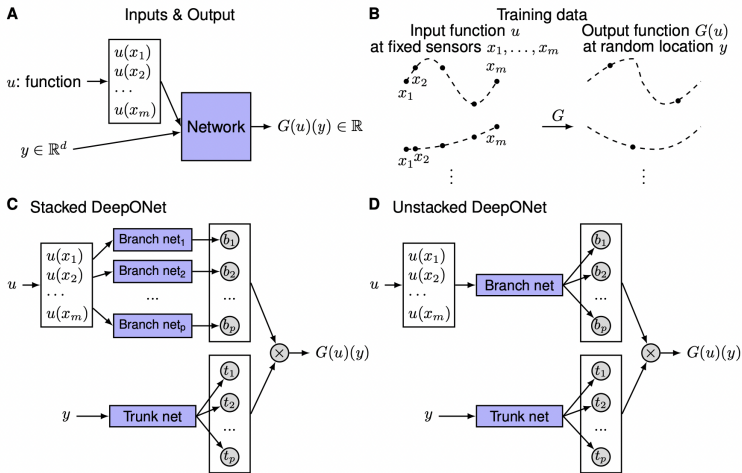 A
Inputs & Output
u(x₁)
u(x₂)
...
u(xₘ)
u: function
Network
G(u)(y) ∈ ℝ
y ∈ ℝᵈ
B
Training data
Input function u
at fixed sensors x₁, . . . , xₘ
Output function G(u)
at random location y
x₁
x₂
xₘ
G
x₁
x₂
xₘ
⋮
⋮
C
Stacked DeepONet
u
u(x₁)
u(x₂)
...
u(xₘ)
Branch net₁
Branch net₂
...
Branch netₚ
b₁
b₂
...
bₚ
×
G(u)(y)
y
Trunk net
t₁
t₂
...
tₚ
D
Unstacked DeepONet
u
u(x₁)
u(x₂)
...
u(xₘ)
Branch net
b₁
b₂
...
bₚ
×
G(u)(y)
y
Trunk net
t₁
t₂
...
tₚ